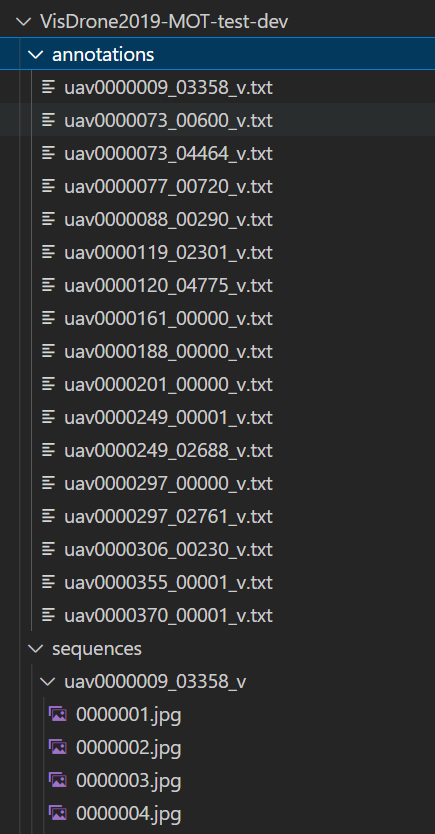 VisDrone2019-MOT-test-dev
annotations
uav0000009_03358_v.txt
uav0000073_00600_v.txt
uav0000073_04464_v.txt
uav0000077_00720_v.txt
uav0000088_00290_v.txt
uav0000119_02301_v.txt
uav0000120_04775_v.txt
uav0000161_00000_v.txt
uav0000188_00000_v.txt
uav0000201_00000_v.txt
uav0000249_00001_v.txt
uav0000249_02688_v.txt
uav0000297_00000_v.txt
uav0000297_02761_v.txt
uav0000306_00230_v.txt
uav0000355_00001_v.txt
uav0000370_00001_v.txt
sequences
uav0000009_03358_v
0000001.jpg
0000002.jpg
0000003.jpg
0000004.jpg